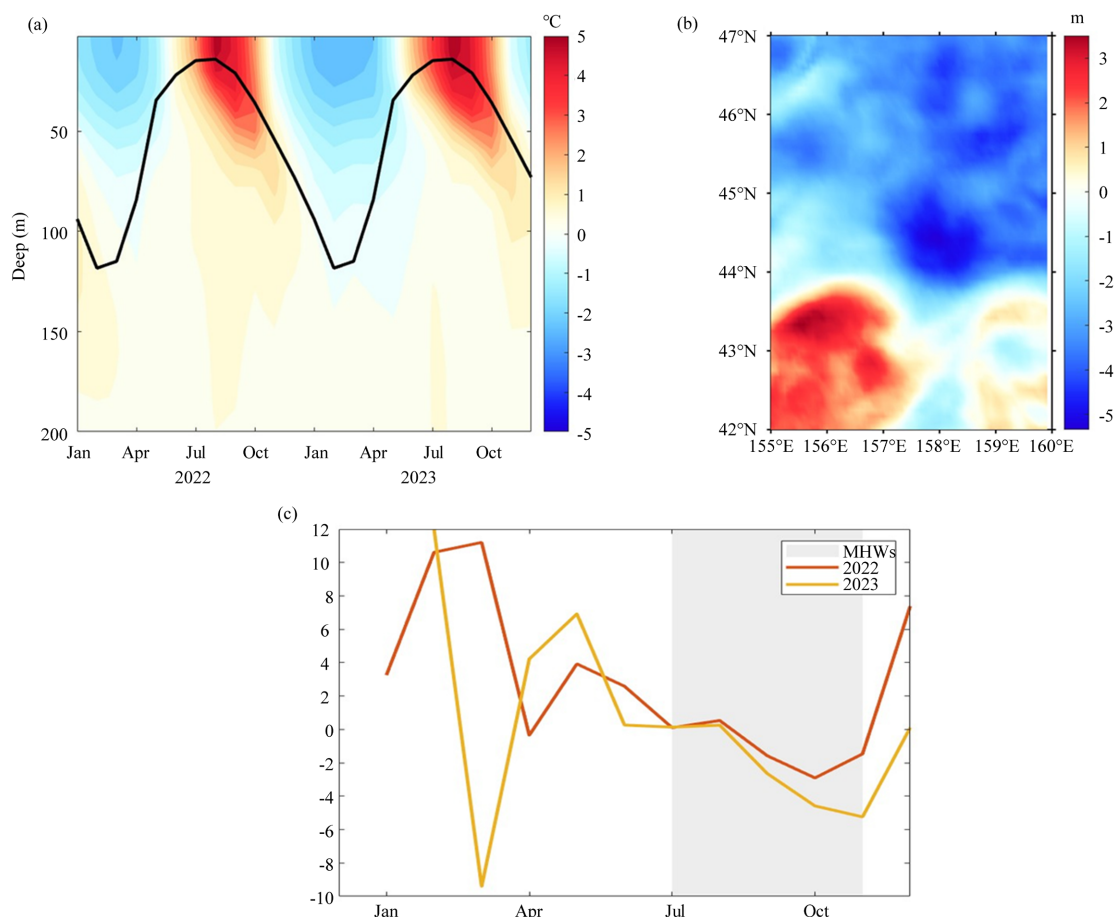 (a)
°C
5
4
3
2
1
0
-1
-2
-3
-4
-5
Deep (m)
50
100
150
200
Jan Apr Jul Oct Jan Apr Jul Oct
2022 2023
(b)
m
47°N
46°N
45°N
44°N
43°N
42°N
155°E 156°E 157°E 158°E 159°E 160°E
3
2
1
0
-1
-2
-3
-4
-5
(c)
12
10
8
6
4
2
0
-2
-4
-6
-8
-10
Jan Apr Jul Oct
MHWs
2022
2023